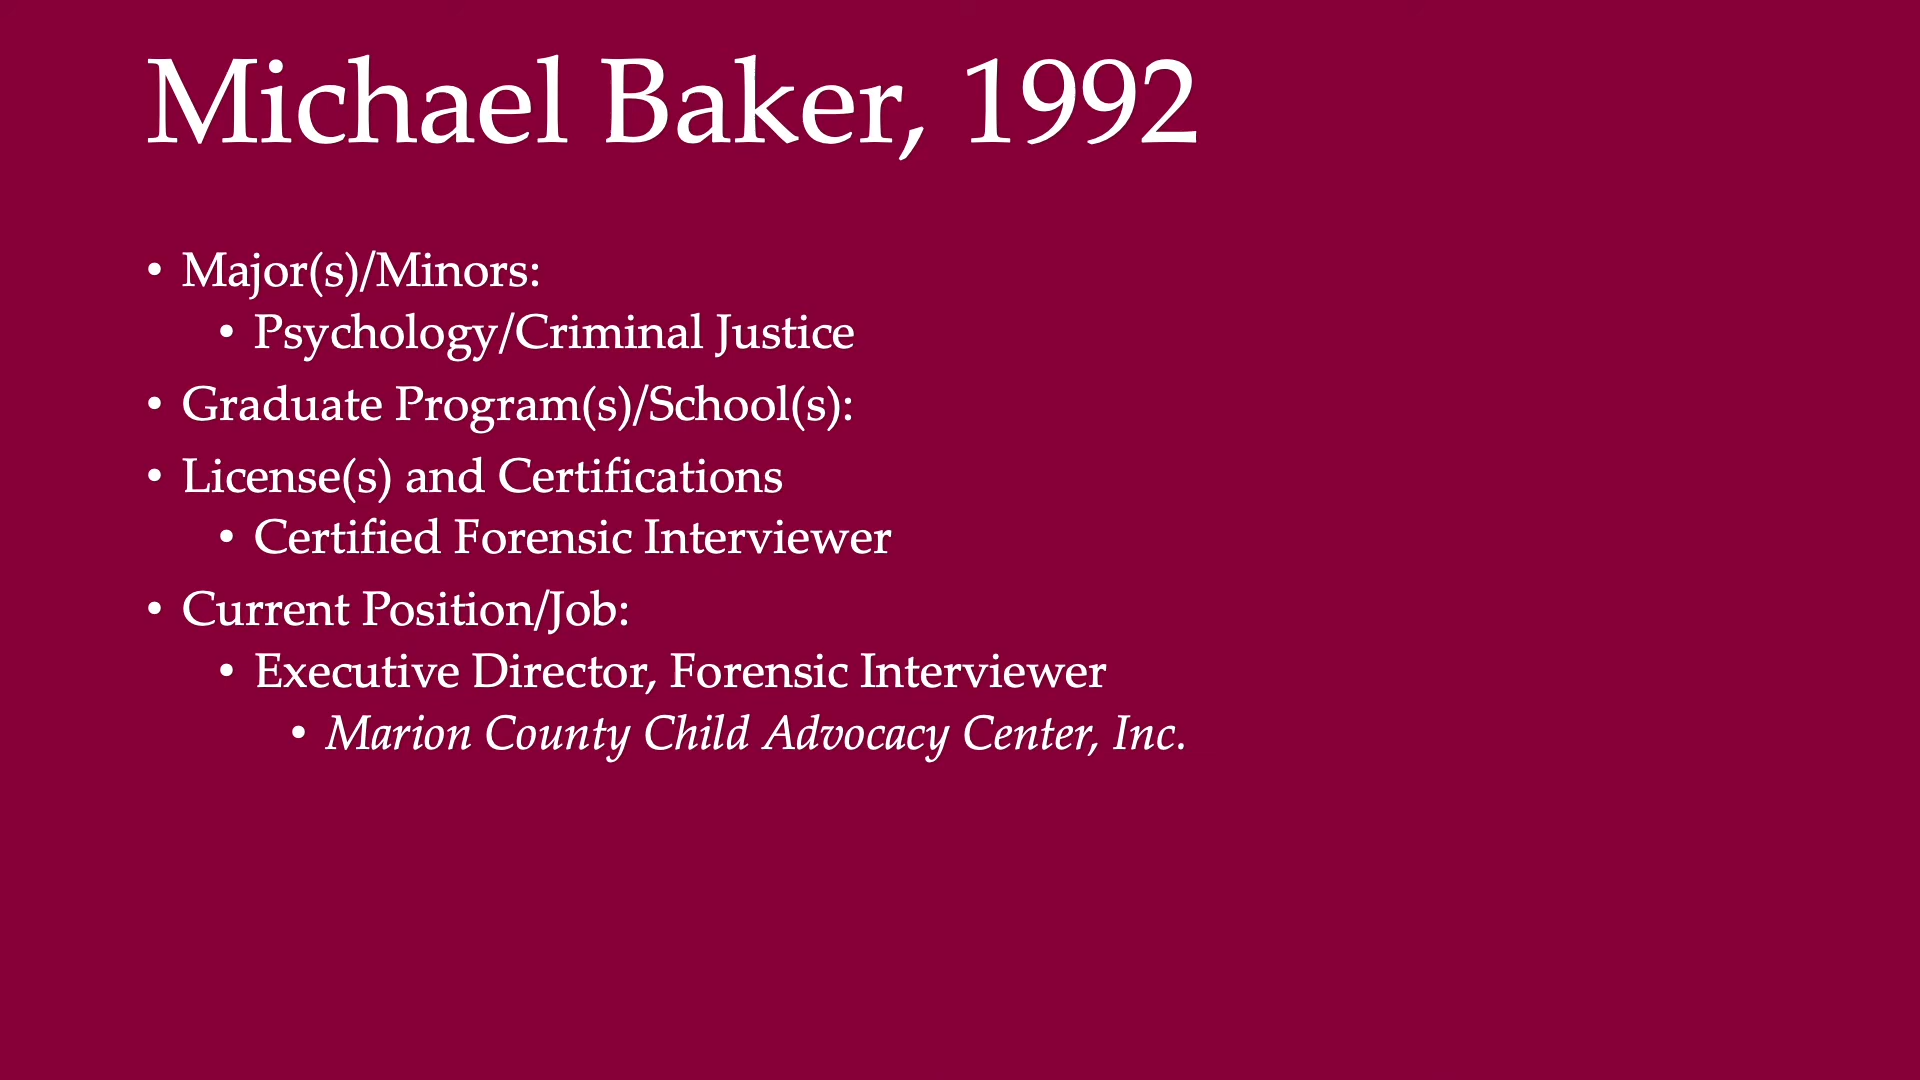 Michael Baker, 1992
• Major(s)/Minors:
• Psychology/Criminal Justice
• Graduate Program(s)/School(s):
• License(s) and Certifications
• Certified Forensic Interviewer
• Current Position/Job:
• Executive Director, Forensic Interviewer
• Marion County Child Advocacy Center, Inc.